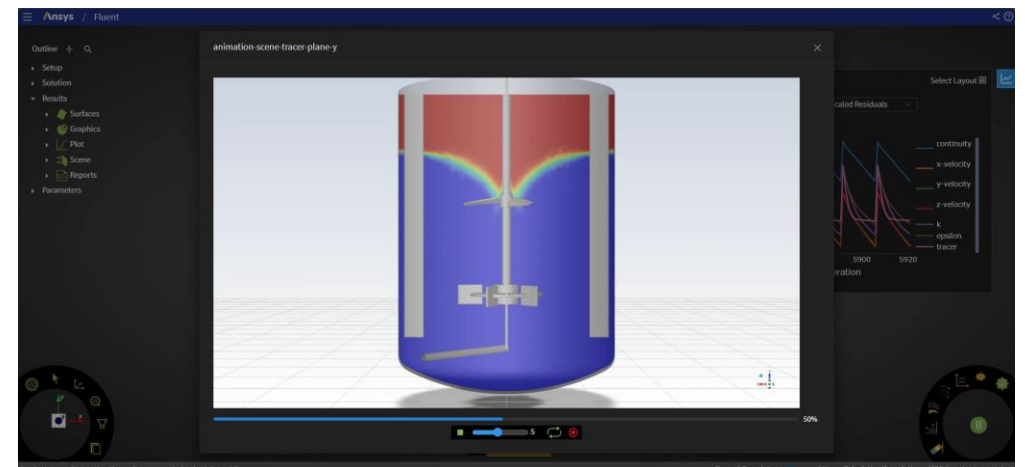 Ansys / Fluent
Outline
Setup
Solution
Results
Surfaces
Graphics
Plot
Scene
Reports
Parameters
animation-scene-tracer-plane-y
50%
5
Select Layout
caled Residuals
continuity
x-velocity
y-velocity
z-velocity
k
epsilon
tracer
5900 5920
eration